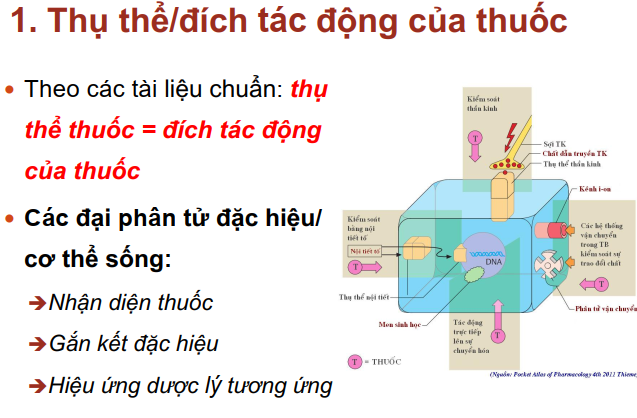 1. Thụ thể/đích tác động của thuốc
• Theo các tài liệu chuẩn: thụ
thể thuốc = đích tác động
của thuốc
• Các đại phân tử đặc hiệu/
cơ thể sống:
➔Nhận diện thuốc
➔Gắn kết đặc hiệu
➔Hiệu ứng dược lý tương ứng
Kiểm soát
thần kinh
T
Sợi TK
Chất dẫn truyền TK
Thụ thể thần kinh
Kênh i-on
Kiểm soát
bằng nội
tiết tố
Nội tiết tố
T
DNA
Các hệ thống
vận chuyển
trong TB
kiểm soát sự
trao đổi chất
T
Thụ thể nội tiết
Men sinh học
Phân tử vận chuyển
Tác động
trực tiếp
lên sự
chuyển hóa
T
T = THUỐC
(Nguồn: Pocket Atlas of Pharmacology 4th 2011 Thieme,